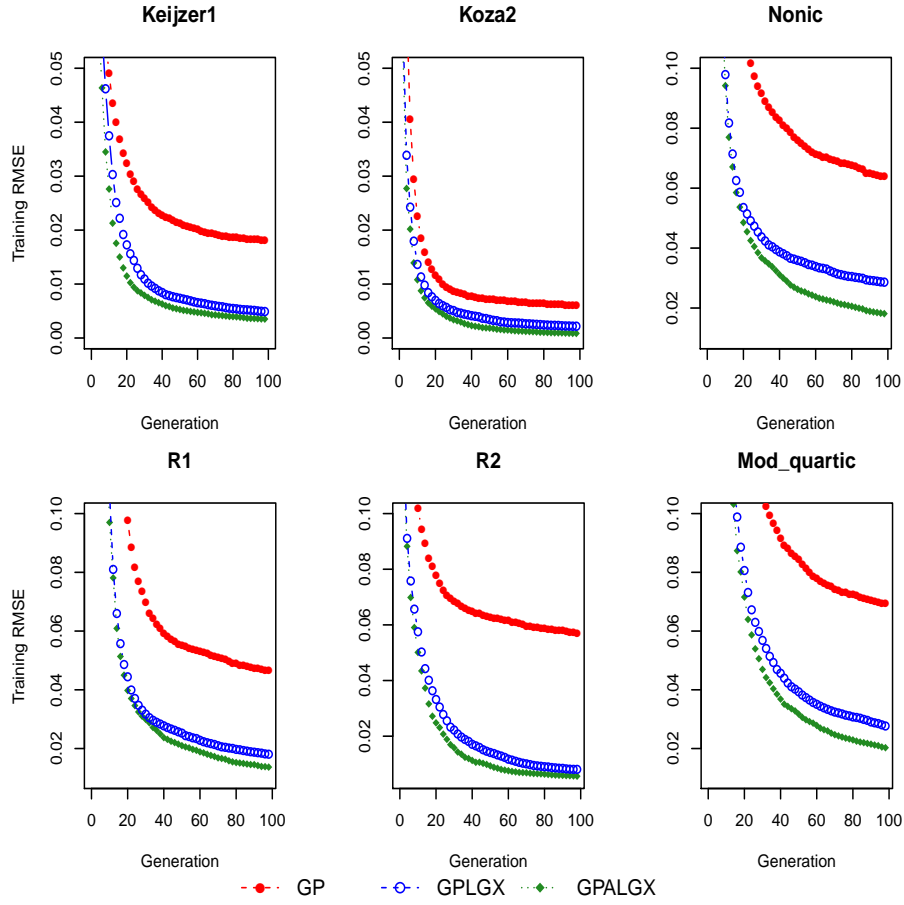 Keijzer1 Koza2 Nonic
Training RMSE
0.00 0.01 0.02 0.03 0.04 0.05
0.00 0.01 0.02 0.03 0.04 0.05
0.02 0.04 0.06 0.08 0.10
0 20 40 60 80 100
0 20 40 60 80 100
0 20 40 60 80 100
Generation Generation Generation
R1 R2 Mod_quartic
Training RMSE
0.02 0.04 0.06 0.08 0.10
0.02 0.04 0.06 0.08 0.10
0.02 0.04 0.06 0.08 0.10
0 20 40 60 80 100
0 20 40 60 80 100
0 20 40 60 80 100
Generation Generation Generation
GP GPLGX GPALGX